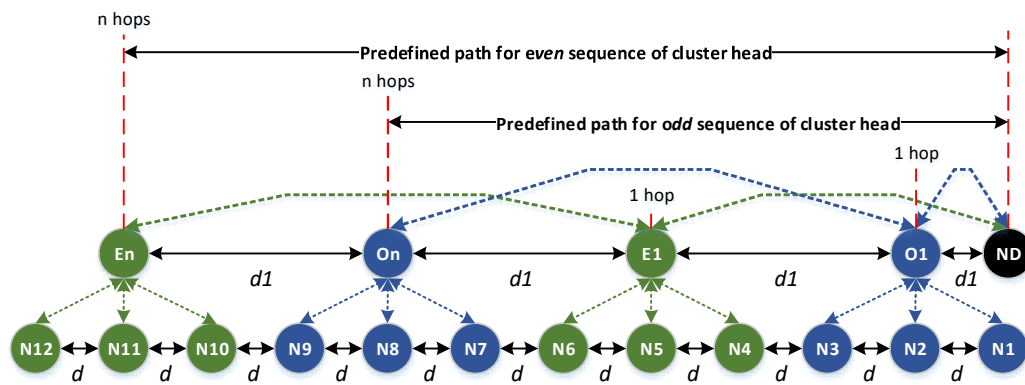 n hops
Predefined path for even sequence of cluster head
n hops
Predefined path for odd sequence of cluster head
1 hop
1 hop
En
On
E1
O1
ND
d1
d1
d1
d1
N12
N11
N10
N9
N8
N7
N6
N5
N4
N3
N2
N1
d
d
d
d
d
d
d
d
d
d
d